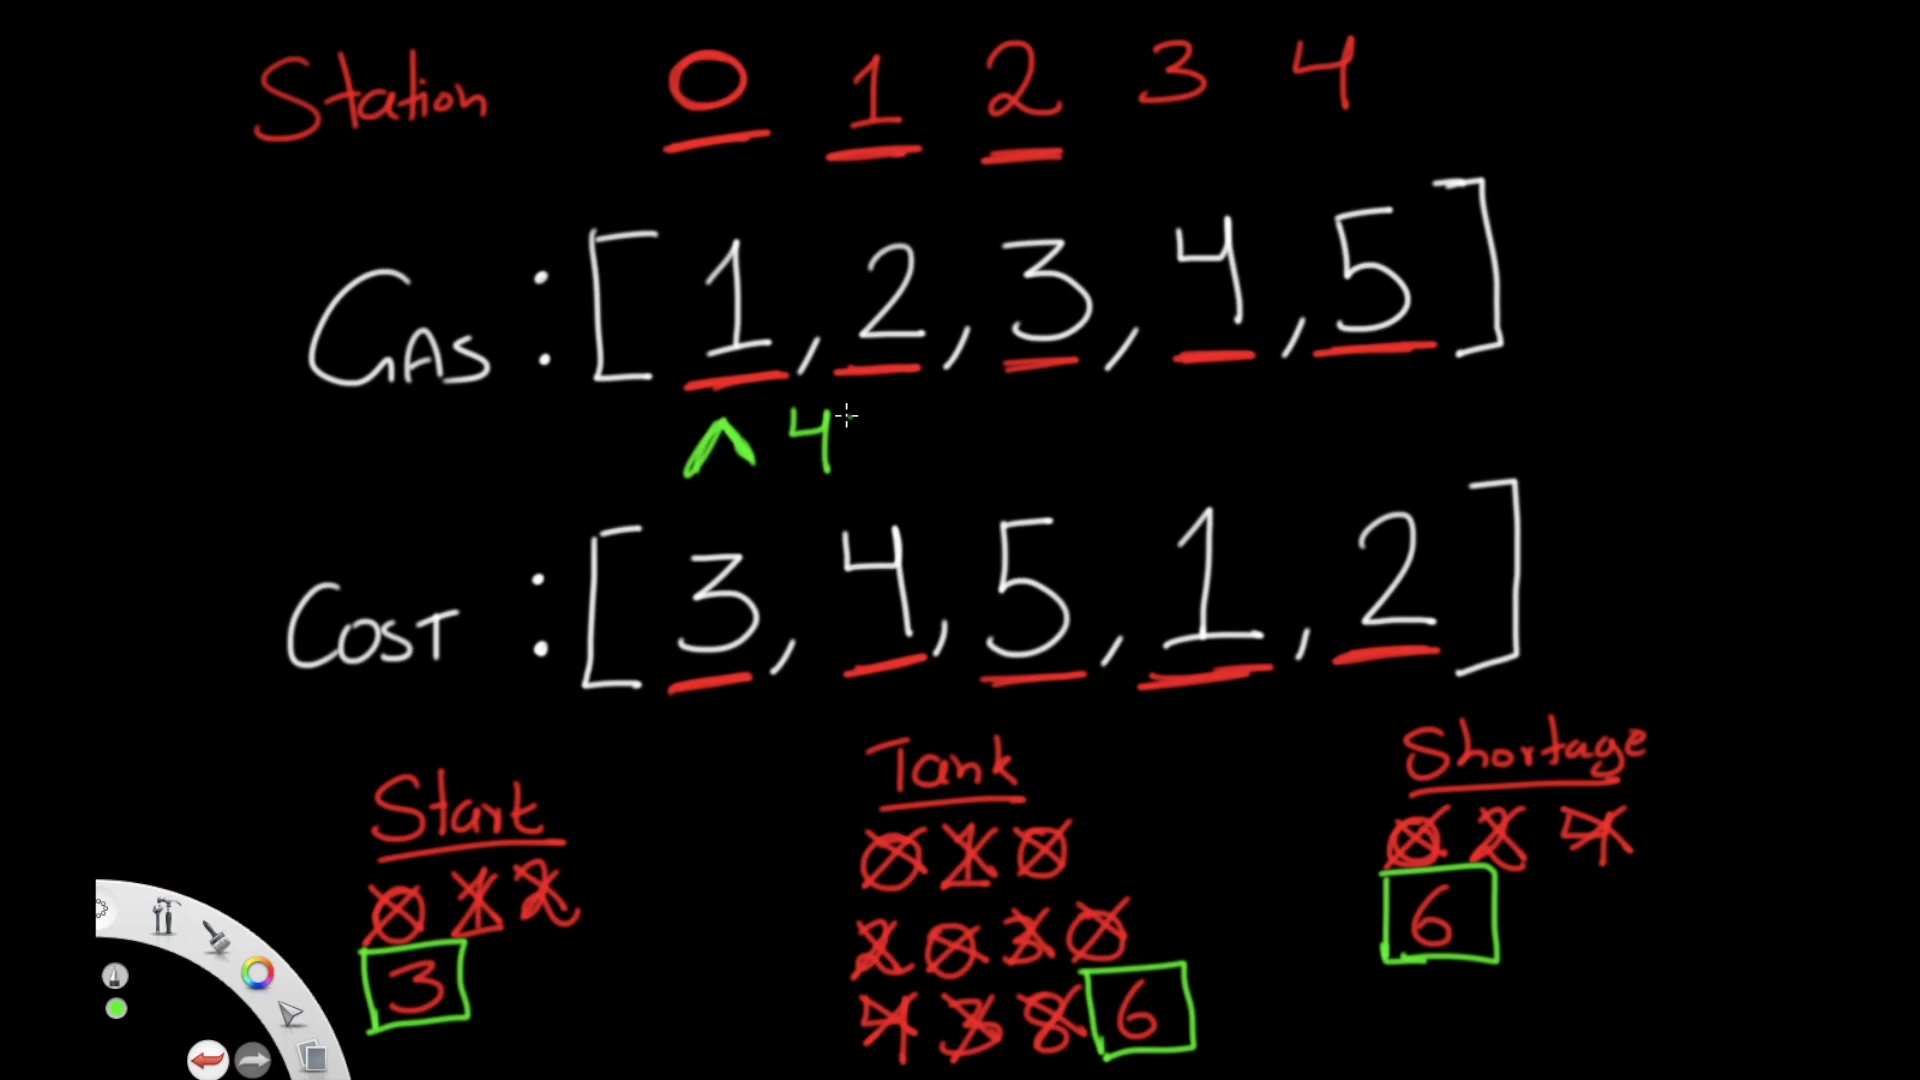 Station 0 1 2 3 4
GAS : [ 1 , 2 , 3 , 4 , 5 ]
^ 4
COST : [ 3 , 4 , 5 , 1 , 2 ]
Start Tank Shortage
0 1 2
3
0 1 0
2 0 3 0
4 3 8 6
0 2 4
6